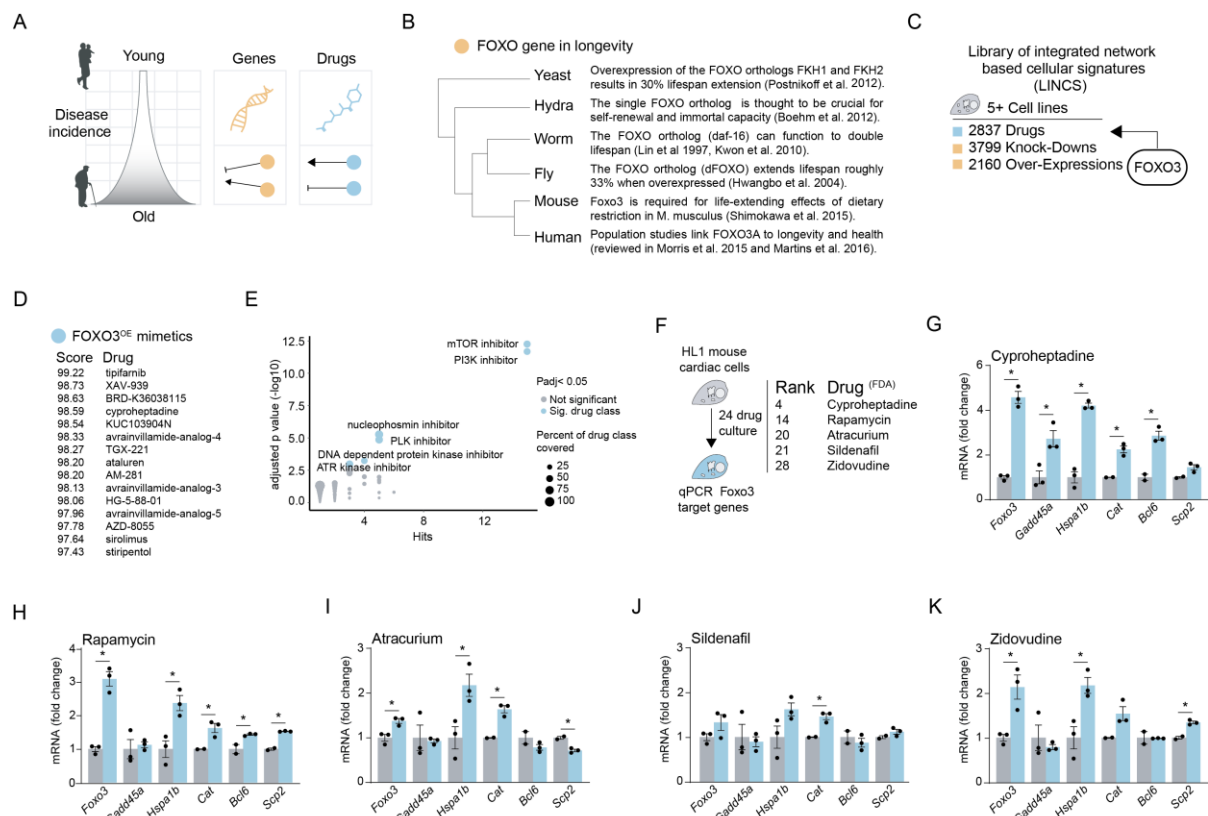 A
Young
Disease
incidence
Old
Genes
Drugs
B
FOXO gene in longevity
Yeast
Overexpression of the FOXO orthologs FKH1 and FKH2
results in 30% lifespan extension (Postnikoff et al. 2012).
Hydra
The single FOXO ortholog is thought to be crucial for
self-renewal and immortal capacity (Boehm et al. 2012).
Worm
The FOXO ortholog (daf-16) can function to double
lifespan (Lin et al 1997, Kwon et al. 2010).
Fly
The FOXO ortholog (dFOXO) extends lifespan roughly
33% when overexpressed (Hwangbo et al. 2004).
Mouse
Foxo3 is required for life-extending effects of dietary
restriction in M. musculus (Shimokawa et al. 2015).
Human
Population studies link FOXO3A to longevity and health
(reviewed in Morris et al. 2015 and Martins et al. 2016).
C
Library of integrated network
based cellular signatures
(LINCS)
5+ Cell lines
2837 Drugs
3799 Knock-Downs
2160 Over-Expressions
FOXO3
D
FOXO3OE mimetics
Score Drug
99.22 tipifarnib
98.73 XAV-939
98.63 BRD-K36038115
98.59 cyproheptadine
98.54 KUC103904N
98.33 avrainvillamide-analog-4
98.27 TGX-221
98.20 ataluren
98.20 AM-281
98.13 avrainvillamide-analog-3
98.06 HG-5-88-01
97.96 avrainvillamide-analog-5
97.78 AZD-8055
97.64 sirolimus
97.43 stiripentol
E
adjusted p value (-log10)
12.5
10.0
7.5
5.0
2.5
0.0
mTOR inhibitor
PI3K inhibitor
nucleophosmin inhibitor
PLK inhibitor
DNA dependent protein kinase inhibitor
ATR kinase inhibitor
4 8 12
Hits
Padj< 0.05
Not significant
Sig. drug class
Percent of drug class
covered
25
50
75
100
F
HL1 mouse
cardiac cells
24 drug
culture
qPCR Foxo3
target genes
Rank Drug (FDA)
4 Cyproheptadine
14 Rapamycin
20 Atracurium
21 Sildenafil
28 Zidovudine
G
Cyproheptadine
mRNA (fold change)
6
4
2
0
* * * * *
Foxo3 Gadd45a Hspa1b Cat Bcl6 Scp2
H
Rapamycin
mRNA (fold change)
4
3
2
1
0
* * * * *
Foxo3 Gadd45a Hspa1b Cat Bcl6 Scp2
I
Atracurium
mRNA (fold change)
3
2
1
0
* * * *
Foxo3 Gadd45a Hspa1b Cat Bcl6 Scp2
J
Sildenafil
mRNA (fold change)
3
2
1
0
*
Foxo3 Gadd45a Hspa1b Cat Bcl6 Scp2
K
Zidovudine
mRNA (fold change)
3
2
1
0
* * *
Foxo3 Gadd45a Hspa1b Cat Bcl6 Scp2